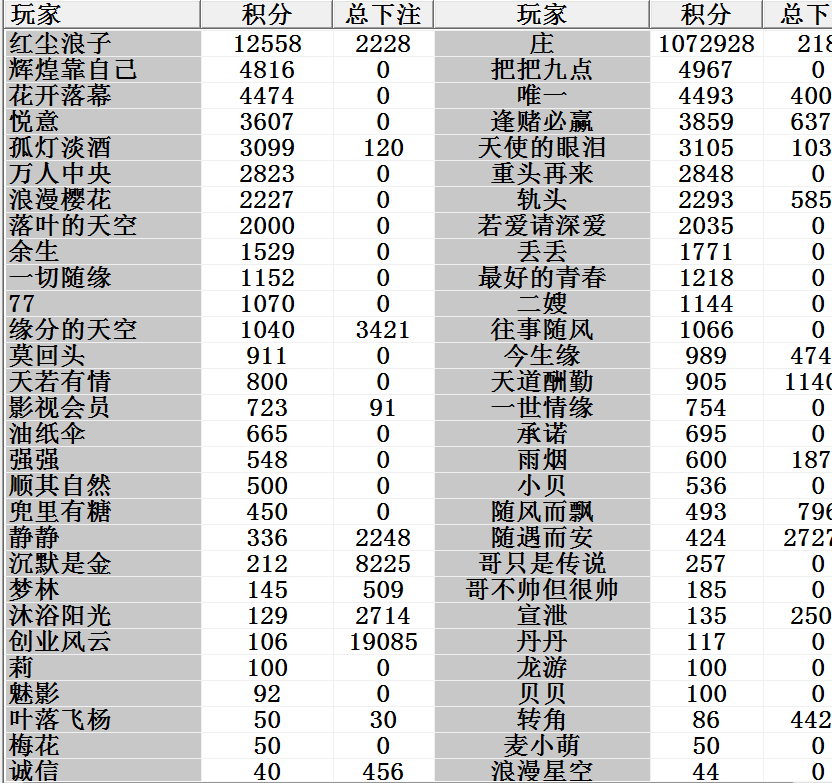 玩家 积分 总下注 玩家 积分 总下
红尘浪子 12558 2228 庄 1072928 218
辉煌靠自己 4816 0 把把九点 4967 0
花开落幕 4474 0 唯一 4493 400
悦意 3607 0 逢赌必赢 3859 637
孤灯淡酒 3099 120 天使的眼泪 3105 103
万人中央 2823 0 重头再来 2848 0
浪漫樱花 2227 0 轨头 2293 585
落叶的天空 2000 0 若爱请深爱 2035 0
余生 1529 0 丢丢 1771 0
一切随缘 1152 0 最好的青春 1218 0
77 1070 0 二嫂 1144 0
缘分的天空 1040 3421 往事随风 1066 0
莫回头 911 0 今生缘 989 474
天若有情 800 0 天道酬勤 905 1140
影视会员 723 91 一世情缘 754 0
油纸伞 665 0 承诺 695 0
强强 548 0 雨烟 600 187
顺其自然 500 0 小贝 536 0
兜里有糖 450 0 随风而飘 493 796
静静 336 2248 随遇而安 424 2727
沉默是金 212 8225 哥只是传说 257 0
梦林 145 509 哥不帅但很帅 185 0
沐浴阳光 129 2714 宣泄 135 250
创业风云 106 19085 丹丹 117 0
莉 100 0 龙游 100 0
魅影 92 0 贝贝 100 0
叶落飞杨 50 30 转角 86 442
梅花 50 0 麦小萌 50 0
诚信 40 456 浪漫星空 44 0